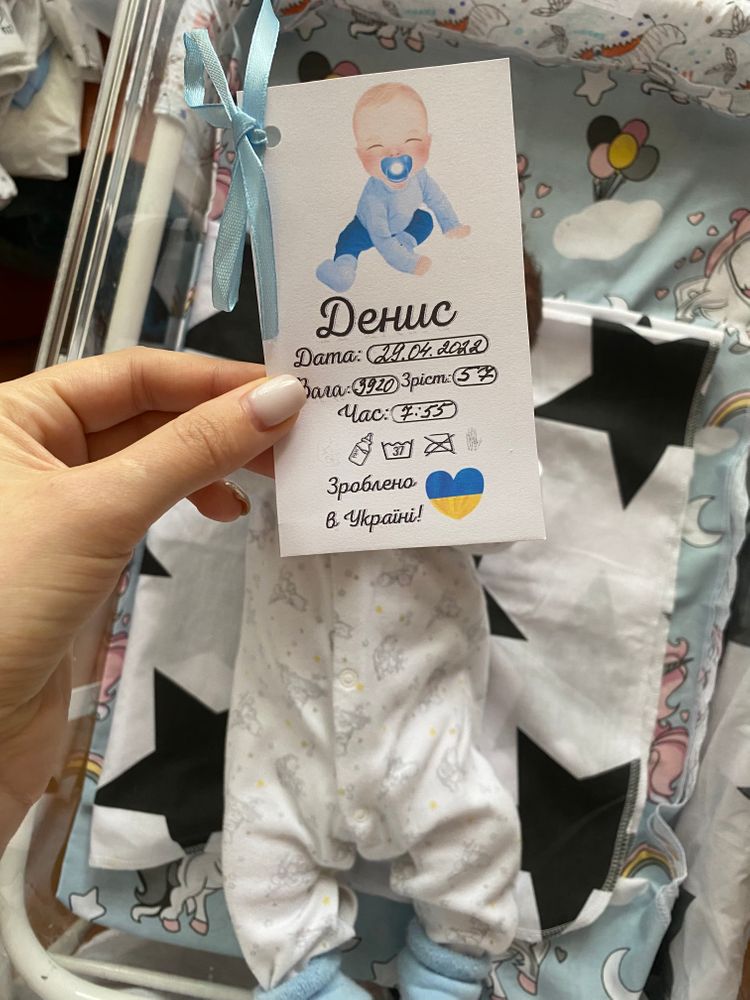 Денис
Дата: 29.04.2022
Вага: 3920 Зріст: 57
Час: 7:55
37
Зроблено
в Україні!